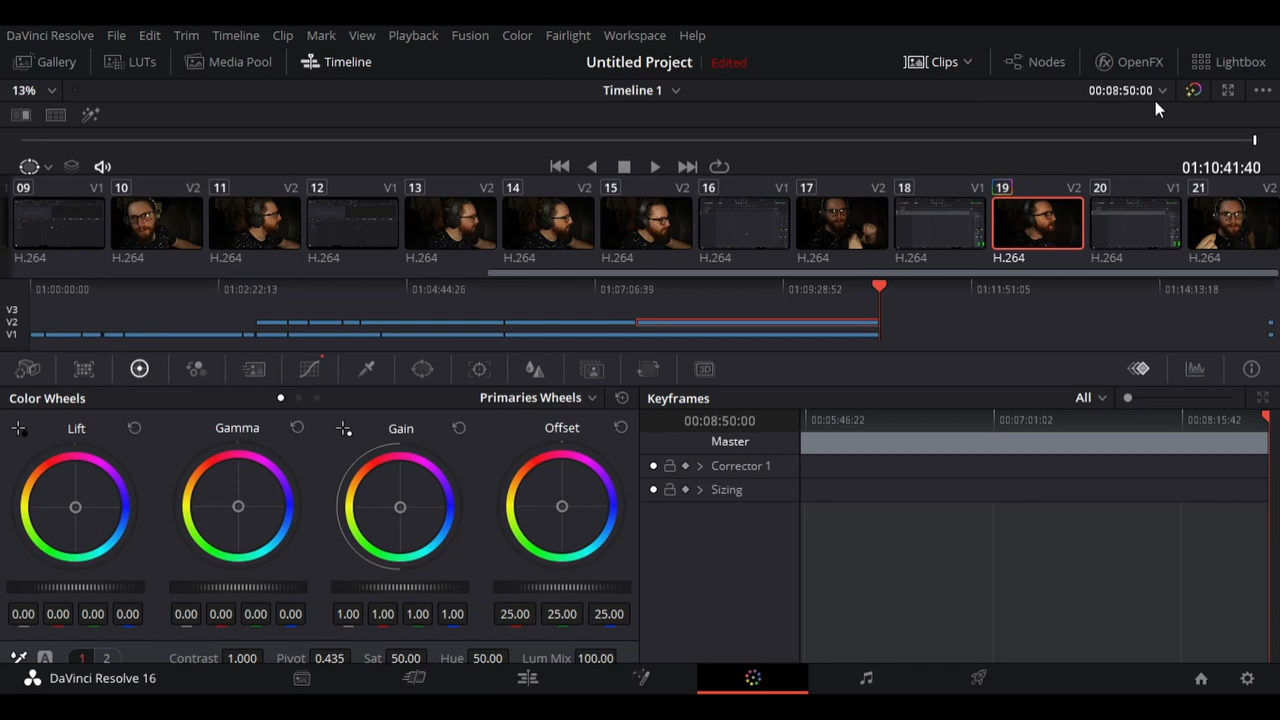 DaVinci Resolve File Edit Trim Timeline Clip Mark View Playback Fusion Color Fairlight Workspace Help
Gallery LUTs Media Pool Timeline Untitled Project Edited Clips Nodes OpenFX Lightbox
13% Timeline 1 00:08:50:00
01:10:41:40
09 V1 10 V2 11 V2 12 V1 13 V2 14 V2 15 V2 16 V1 17 V2 18 V1 19 V2 20 V1 21 V2
H.264 H.264 H.264 H.264 H.264 H.264 H.264 H.264 H.264 H.264 H.264 H.264 H.264
01:00:00:00 01:02:22:13 01:04:44:26 01:07:06:39 01:09:28:52 01:11:51:05 01:14:13:18
V3
V2
V1
3D
Color Wheels Primaries Wheels Keyframes All
00:08:50:00 00:05:46:22 00:07:01:02 00:08:15:42
Lift Gamma Gain Offset
Master
Corrector 1
Sizing
0.00 0.00 0.00 0.00 0.00 0.00 0.00 0.00 1.00 1.00 1.00 1.00 25.00 25.00 25.00
A 1 2 Contrast 1.000 Pivot 0.435 Sat 50.00 Hue 50.00 Lum Mix 100.00
DaVinci Resolve 16